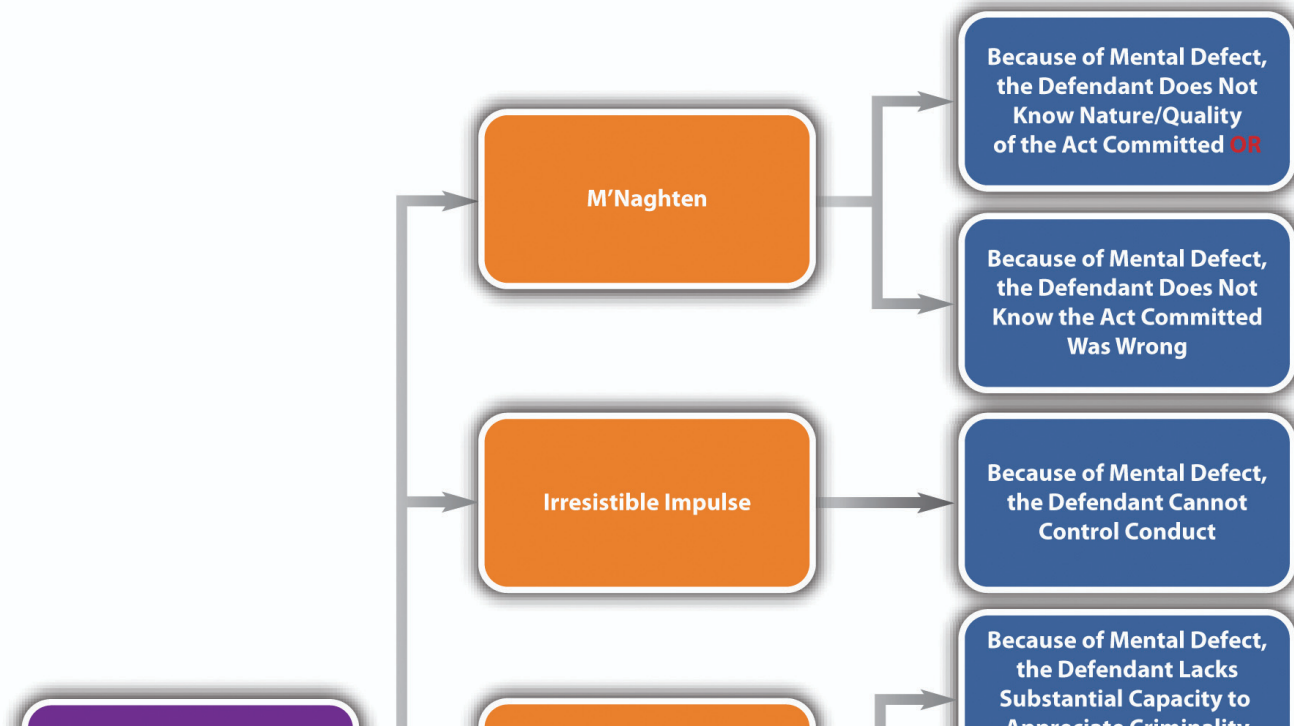 Because of Mental Defect,
the Defendant Does Not
Know Nature/Quality
of the Act Committed OR
M'Naghten
Because of Mental Defect,
the Defendant Does Not
Know the Act Committed
Was Wrong
Irresistible Impulse
Because of Mental Defect,
the Defendant Cannot
Control Conduct
Because of Mental Defect,
the Defendant Lacks
Substantial Capacity to
Appreciate Criminality